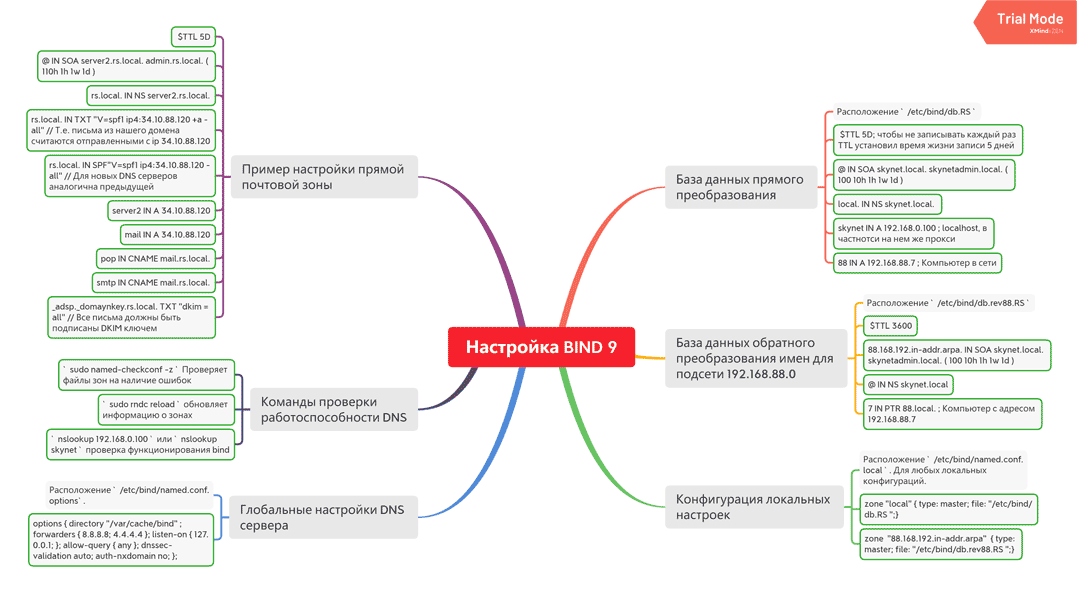 Trial Mode
XMind:ZEN
Настройка BIND 9
База данных прямого
преобразования
Расположение ` /etc/bind/db.RS `
$TTL 5D; чтобы не записывать каждый раз
TTL установил время жизни записи 5 дней
@ IN SOA skynet.local. skynetadmin.local. (
100 10h 1h 1w 1d )
local. IN NS skynet.local.
skynet IN A 192.168.0.100 ; localhost, в
частнотси на нем же прокси
88 IN A 192.168.88.7 ; Компьютер в сети
База данных обратного
преобразования имен для
подсети 192.168.88.0
Расположение ` /etc/bind/db.rev88.RS `
$TTL 3600
88.168.192.in-addr.arpa. IN SOA skynet.local.
skynetadmin.local. ( 100 10h 1h 1w 1d )
@ IN NS skynet.local
7 IN PTR 88.local. ; Компьютер с адресом
192.168.88.7
Конфигурация локальных
настроек
Расположение ` /etc/bind/named.conf.
local ` . Для любых локальных
конфигураций.
zone "local" { type: master; file: "/etc/bind/
db.RS ";}
zone "88.168.192.in-addr.arpa" { type:
master; file: "/etc/bind/db.rev88.RS ";}
Пример настройки прямой
почтовой зоны
$TTL 5D
@ IN SOA server2.rs.local. admin.rs.local. (
110h 1h 1w 1d )
rs.local. IN NS server2.rs.local.
rs.local. IN TXT "V=spf1 ip4:34.10.88.120 +a -
all" // Т.е. письма из нашего домена
считаются отправленными с ip 34.10.88.120
rs.local. IN SPF"V=spf1 ip4:34.10.88.120 -
all" // Для новых DNS серверов
аналогична предыдущей
server2 IN A 34.10.88.120
mail IN A 34.10.88.120
pop IN CNAME mail.rs.local.
smtp IN CNAME mail.rs.local.
_adsp._domaynkey.rs.local. TXT "dkim =
all" // Все письма должны быть
подписаны DKIM ключем
Команды проверки
работоспособности DNS
` sudo named-checkconf -z ` Проверяет
файлы зон на наличие ошибок
` sudo rndc reload ` обновляет
информацию о зонах
` nslookup 192.168.0.100 ` или ` nslookup
skynet ` проверка функционирования bind
Глобальные настройки DNS
сервера
Расположение ` /etc/bind/named.conf.
options` .
options { directory "/var/cache/bind" ;
forwarders { 8.8.8.8; 4.4.4.4 }; listen-on { 127.
0.0.1; }; allow-query { any }; dnssec-
validation auto; auth-nxdomain no; };